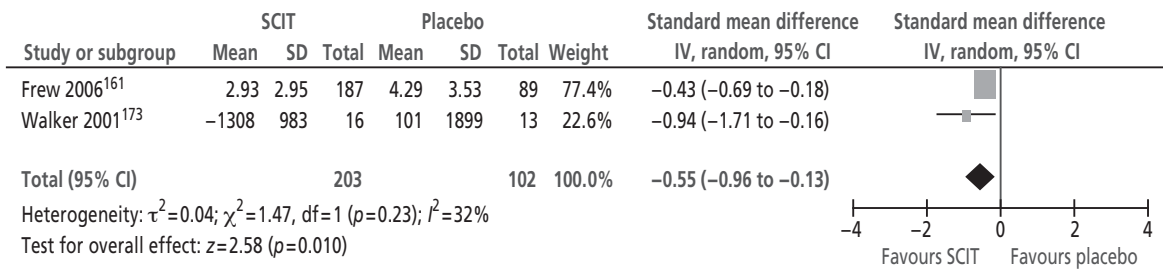 SCIT Placebo Standard mean difference Standard mean difference
Study or subgroup Mean SD Total Mean SD Total Weight IV, random, 95% CI IV, random, 95% CI
Frew 2006¹⁶¹ 2.93 2.95 187 4.29 3.53 89 77.4% −0.43 (−0.69 to −0.18)
Walker 2001¹⁷³ −1308 983 16 101 1899 13 22.6% −0.94 (−1.71 to −0.16)
Total (95% CI) 203 102 100.0% −0.55 (−0.96 to −0.13)
Heterogeneity: τ²=0.04; χ²=1.47, df=1 (p=0.23); I²=32%
Test for overall effect: z=2.58 (p=0.010)
−4 −2 0 2 4
Favours SCIT Favours placebo